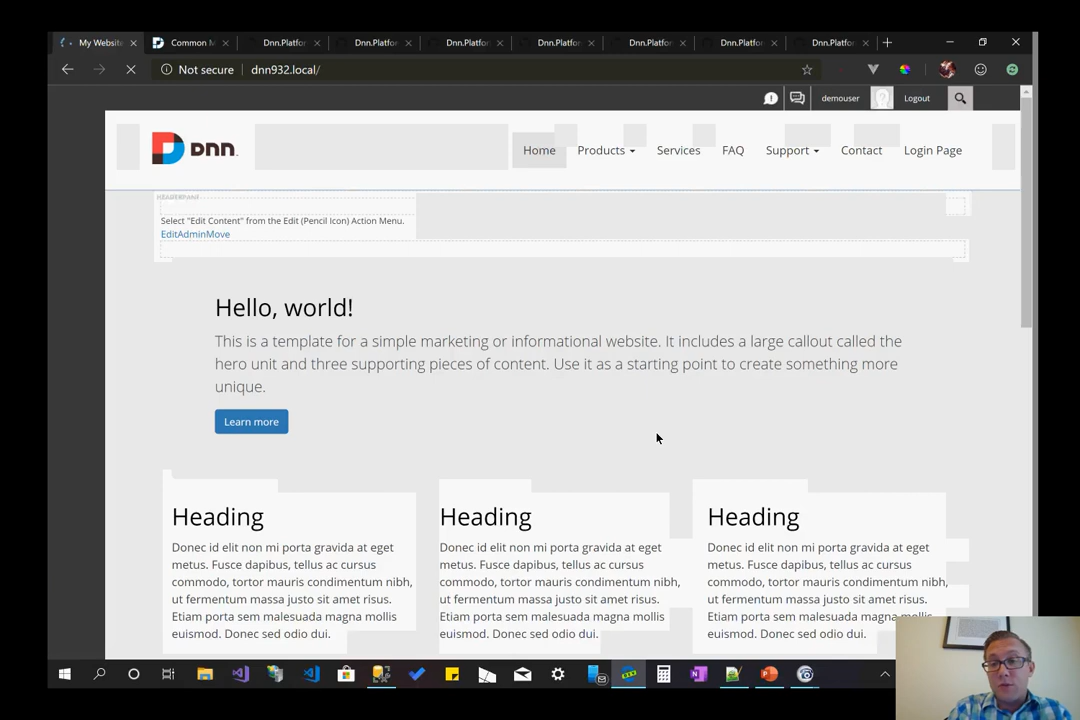 My Website
Common M
Dnn.Platfor
Dnn.Platfor
Dnn.Platfor
Dnn.Platfor
Dnn.Platfor
Dnn.Platfor
Dnn.Platfor
Not secure dnn932.local/
demouser
Logout
Dnn
Home
Products
Services
FAQ
Support
Contact
Login Page
HEADERPANE
Select "Edit Content" from the Edit (Pencil Icon) Action Menu.
EditAdminMove
Hello, world!
This is a template for a simple marketing or informational website. It includes a large callout called the
hero unit and three supporting pieces of content. Use it as a starting point to create something more
unique.
Learn more
Heading
Donec id elit non mi porta gravida at eget
metus. Fusce dapibus, tellus ac cursus
commodo, tortor mauris condimentum nibh,
ut fermentum massa justo sit amet risus.
Etiam porta sem malesuada magna mollis
euismod. Donec sed odio dui.
Heading
Donec id elit non mi porta gravida at eget
metus. Fusce dapibus, tellus ac cursus
commodo, tortor mauris condimentum nibh,
ut fermentum massa justo sit amet risus.
Etiam porta sem malesuada magna mollis
euismod. Donec sed odio dui.
Heading
Donec id elit non mi porta gravida at eget
metus. Fusce dapibus, tellus ac cursus
commodo, tortor mauris condimentum nibh,
ut fermentum massa justo sit amet risus.
Etiam porta sem malesuada magna mollis
euismod. Donec sed odio dui.